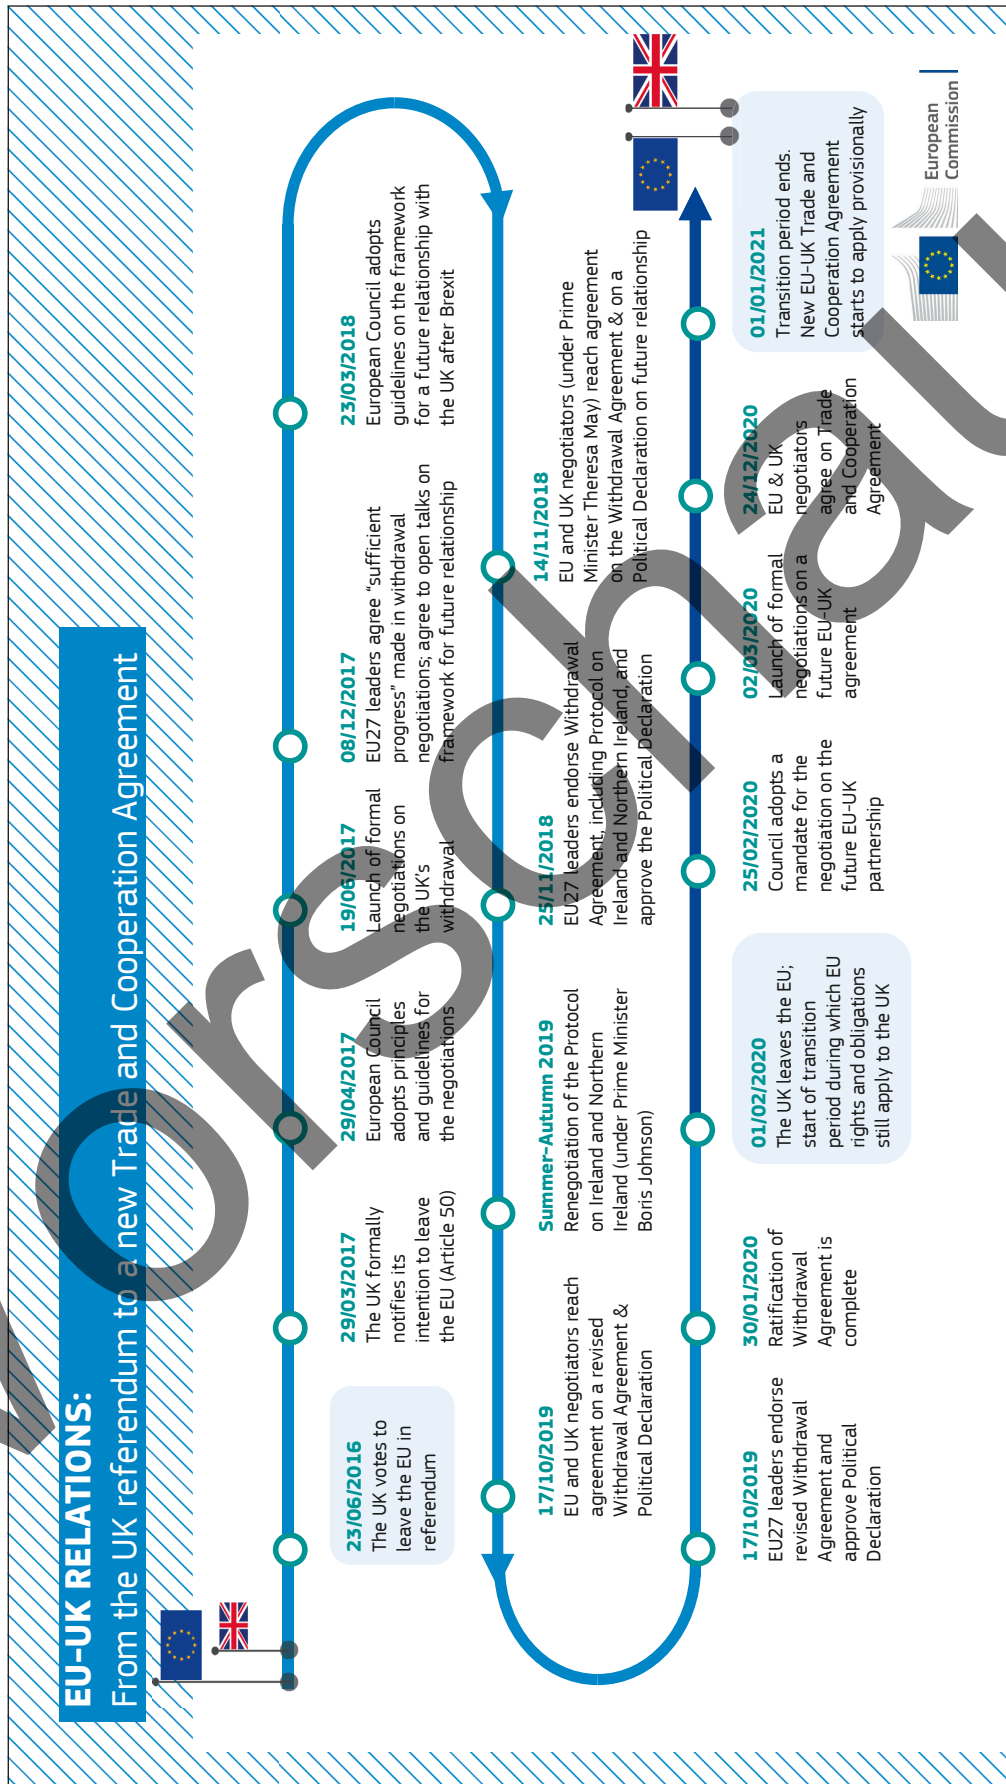 EU-UK RELATIONS:
From the UK referendum to a new Trade and Cooperation Agreement
23/06/2016
The UK votes to
leave the EU in
referendum
29/03/2017
The UK formally
notifies its
intention to leave
the EU (Article 50)
29/04/2017
European Council
adopts principles
and guidelines for
the negotiations
19/06/2017
Launch of formal
negotiations on
the UK's
withdrawal
08/12/2017
EU27 leaders agree “sufficient
progress” made in withdrawal
negotiations; agree to open talks on
framework for future relationship
23/03/2018
European Council adopts
guidelines on the framework
for a future relationship with
the UK after Brexit
14/11/2018
EU and UK negotiators (under Prime
Minister Theresa May) reach agreement
on the Withdrawal Agreement & on a
Political Declaration on future relationship
25/11/2018
EU27 leaders endorse Withdrawal
Agreement, including Protocol on
Ireland and Northern Ireland, and
approve the Political Declaration
Summer-Autumn 2019
Renegotiation of the Protocol
on Ireland and Northern
Ireland (under Prime Minister
Boris Johnson)
17/10/2019
EU and UK negotiators reach
agreement on a revised
Withdrawal Agreement &
Political Declaration
17/10/2019
EU27 leaders endorse
revised Withdrawal
Agreement and
approve Political
Declaration
30/01/2020
Ratification of
Withdrawal
Agreement is
complete
01/02/2020
The UK leaves the EU;
start of transition
period during which EU
rights and obligations
still apply to the UK
25/02/2020
Council adopts a
mandate for the
negotiation on the
future EU-UK
partnership
02/03/2020
Launch of formal
negotiations on a
future EU-UK
agreement
24/12/2020
EU & UK
negotiators
agree on Trade
and Cooperation
Agreement
01/01/2021
Transition period ends.
New EU-UK Trade and
Cooperation Agreement
starts to apply provisionally
European
Commission